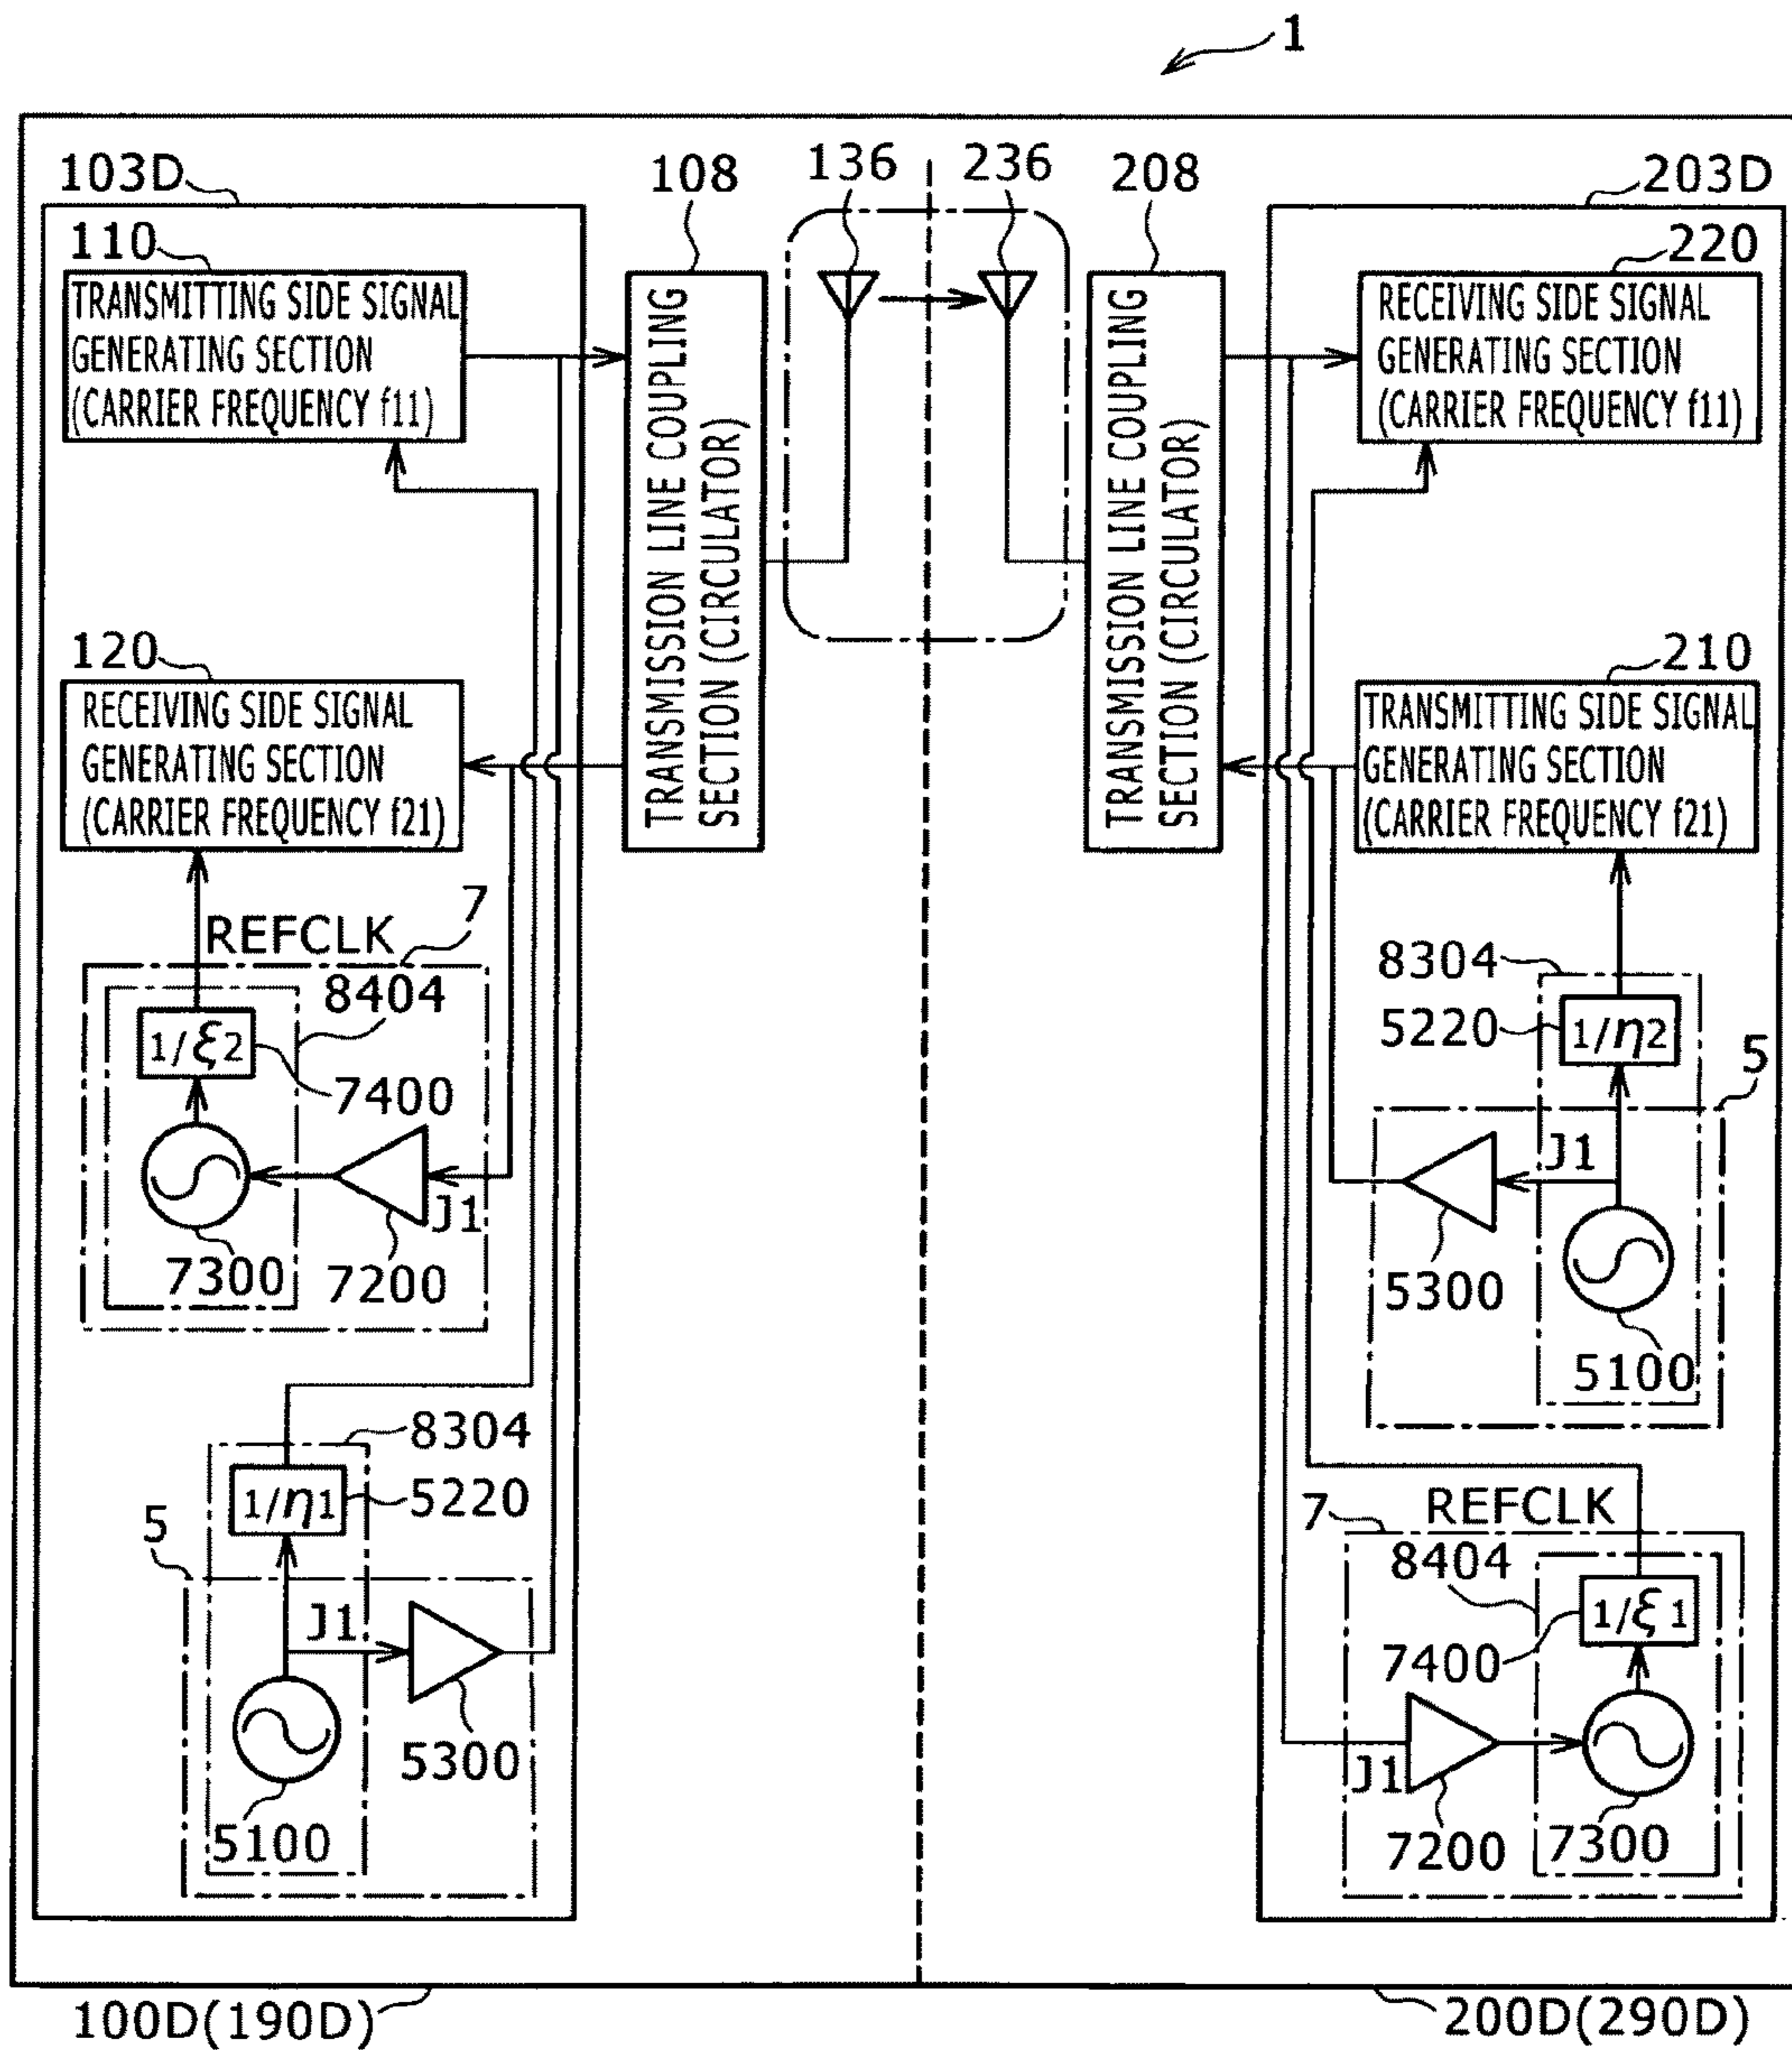 1
103D
108
136
236
208
203D
110
TRANSMITTING SIDE SIGNAL
GENERATING SECTION
(CARRIER FREQUENCY f11)
TRANSMISSION LINE COUPLING
SECTION (CIRCULATOR)
TRANSMISSION LINE COUPLING
SECTION (CIRCULATOR)
220
RECEIVING SIDE SIGNAL
GENERATING SECTION
(CARRIER FREQUENCY f11)
120
RECEIVING SIDE SIGNAL
GENERATING SECTION
(CARRIER FREQUENCY f21)
210
TRANSMITTING SIDE SIGNAL
GENERATING SECTION
(CARRIER FREQUENCY f21)
7
REFCLK
8404
1/ξ2
7400
J1
7300
7200
8304
5220
1/η2
5
J1
5300
5100
8304
1/η1
5220
5
J1
5300
5100
7
REFCLK
8404
1/ξ1
7400
J1
7200
7300
100D(190D)
200D(290D)